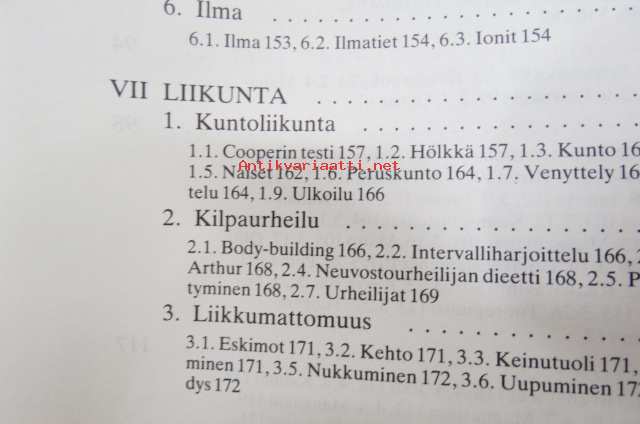 6. Ilma
6.1. Ilma 153, 6.2. Ilmatiet 154, 6.3. Ionit 154
VII LIIKUNTA . . . . . . . . . . . . . . . . .
1. Kuntoliikunta . . . . . . . . . . . . . .
1.1. Cooperin testi 157, 1.2. Hölkkä 157, 1.3. Kunto 16
Antikvariaatti.net
1.5. Naiset 162, 1.6. Peruskunto 164, 1.7. Venyttely 16
telu 164, 1.9. Ulkoilu 166
2. Kilpaurheilu . . . . . . . . . . . . . . .
2.1. Body-building 166, 2.2. Intervalliharjoittelu 166, 2.
Arthur 168, 2.4. Neuvostourheilijan dieetti 168, 2.5. P
tyminen 168, 2.7. Urheilijat 169
3. Liikkumattomuus . . . . . . . . . . . .
3.1. Eskimot 171, 3.2. Kehto 171, 3.3. Keinutuoli 171,
minen 171, 3.5. Nukkuminen 172, 3.6. Uupuminen 172
dys 172